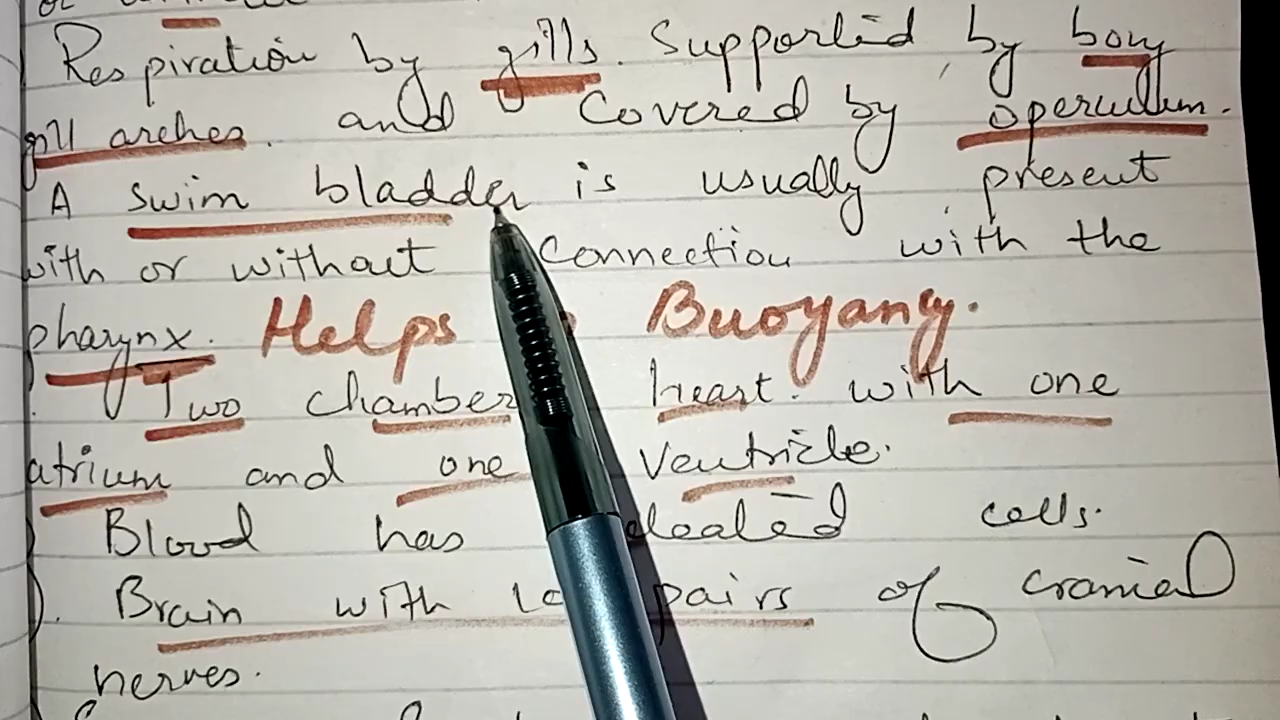 Respiration by gills. Supported by bony
gill arches. and Covered by operculum.
A swim bladder is usually present
with or without Connection with the
pharynx. Helps Buoyancy.
Two chamber heart. with one
atrium and one Ventricle.
Blood has cells.
Brain with pairs of cranial
nerves.